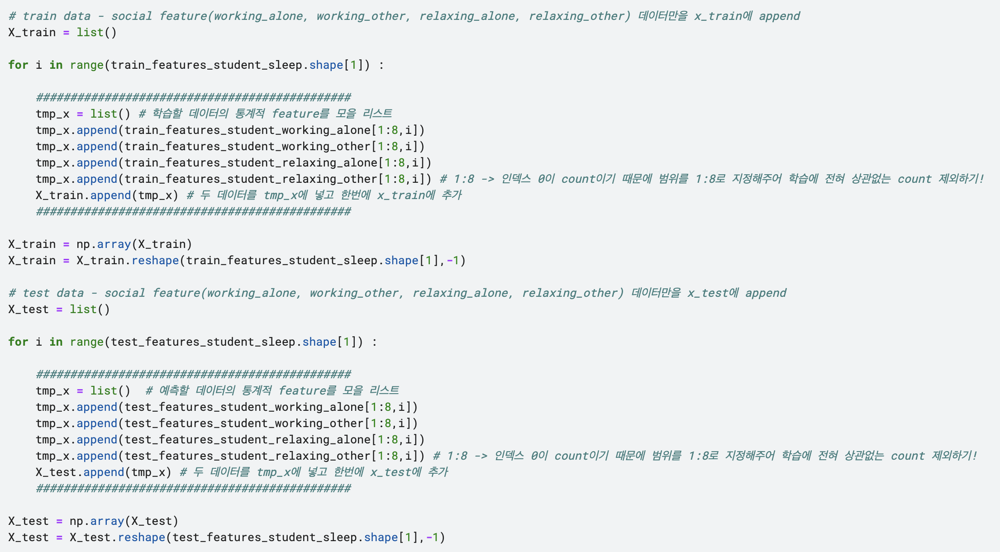 # train data - social feature(working_alone, working_other, relaxing_alone, relaxing_other) 데이터만을 x_train에 append
X_train = list()
for i in range(train_features_student_sleep.shape[1]) :
##############################################
tmp_x = list() # 학습할 데이터의 통계적 feature를 모을 리스트
tmp_x.append(train_features_student_working_alone[1:8,i])
tmp_x.append(train_features_student_working_other[1:8,i])
tmp_x.append(train_features_student_relaxing_alone[1:8,i])
tmp_x.append(train_features_student_relaxing_other[1:8,i]) # 1:8 -> 인덱스 0이 count이기 때문에 범위를 1:8로 지정해주어 학습에 전혀 상관없는 count 제외하기!
X_train.append(tmp_x) # 두 데이터를 tmp_x에 넣고 한번에 x_train에 추가
##############################################
X_train = np.array(X_train)
X_train = X_train.reshape(train_features_student_sleep.shape[1],-1)
# test data - social feature(working_alone, working_other, relaxing_alone, relaxing_other) 데이터만을 x_test에 append
X_test = list()
for i in range(test_features_student_sleep.shape[1]) :
##############################################
tmp_x = list()  # 예측할 데이터의 통계적 feature를 모을 리스트
tmp_x.append(test_features_student_working_alone[1:8,i])
tmp_x.append(test_features_student_working_other[1:8,i])
tmp_x.append(test_features_student_relaxing_alone[1:8,i])
tmp_x.append(test_features_student_relaxing_other[1:8,i]) # 1:8 -> 인덱스 0이 count이기 때문에 범위를 1:8로 지정해주어 학습에 전혀 상관없는 count 제외하기!
X_test.append(tmp_x) # 두 데이터를 tmp_x에 넣고 한번에 x_test에 추가
##############################################
X_test = np.array(X_test)
X_test = X_test.reshape(test_features_student_sleep.shape[1],-1)